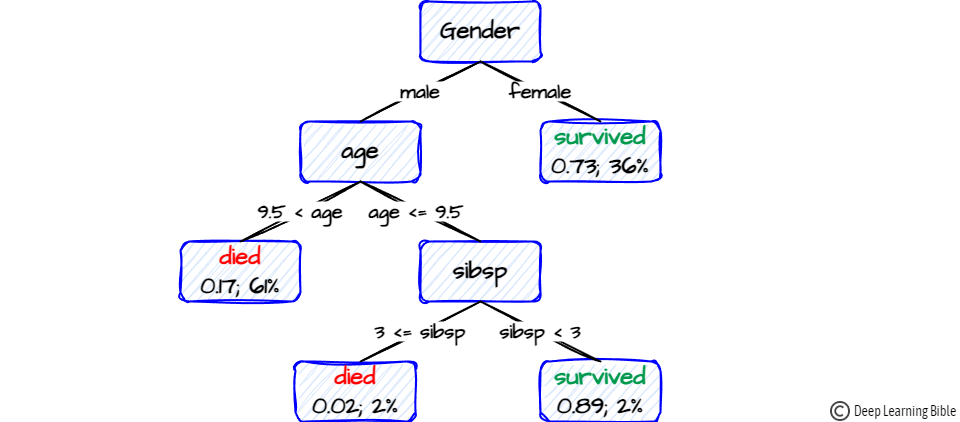 Gender
male
female
age
survived
0.73; 36%
9.5 < age
age <= 9.5
died
0.17; 61%
sibsp
3 <= sibsp
sibsp < 3
died
0.02; 2%
survived
0.89; 2%
© Deep Learning Bible